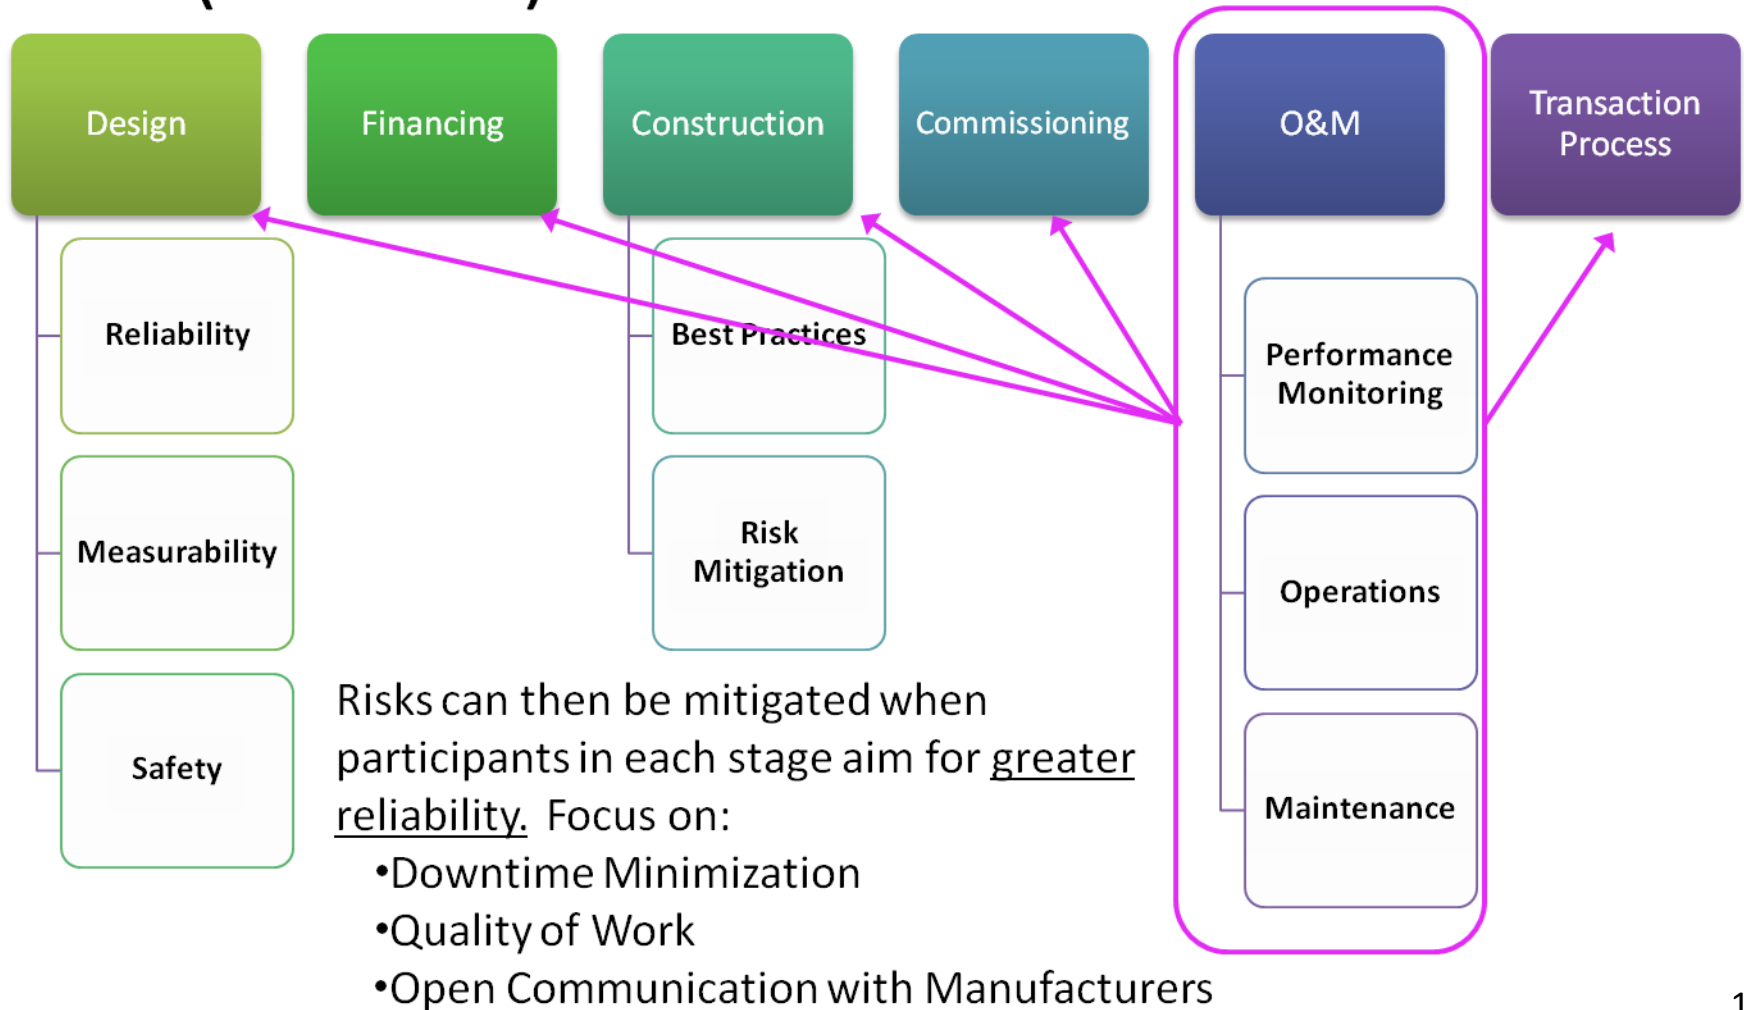 Design
Financing
Construction
Commissioning
O&M
Transaction
Process
Reliability
Measurability
Safety
Best Practices
Risk
Mitigation
Performance
Monitoring
Operations
Maintenance
Risks can then be mitigated when
participants in each stage aim for greater
reliability. Focus on:
•Downtime Minimization
•Quality of Work
•Open Communication with Manufacturers